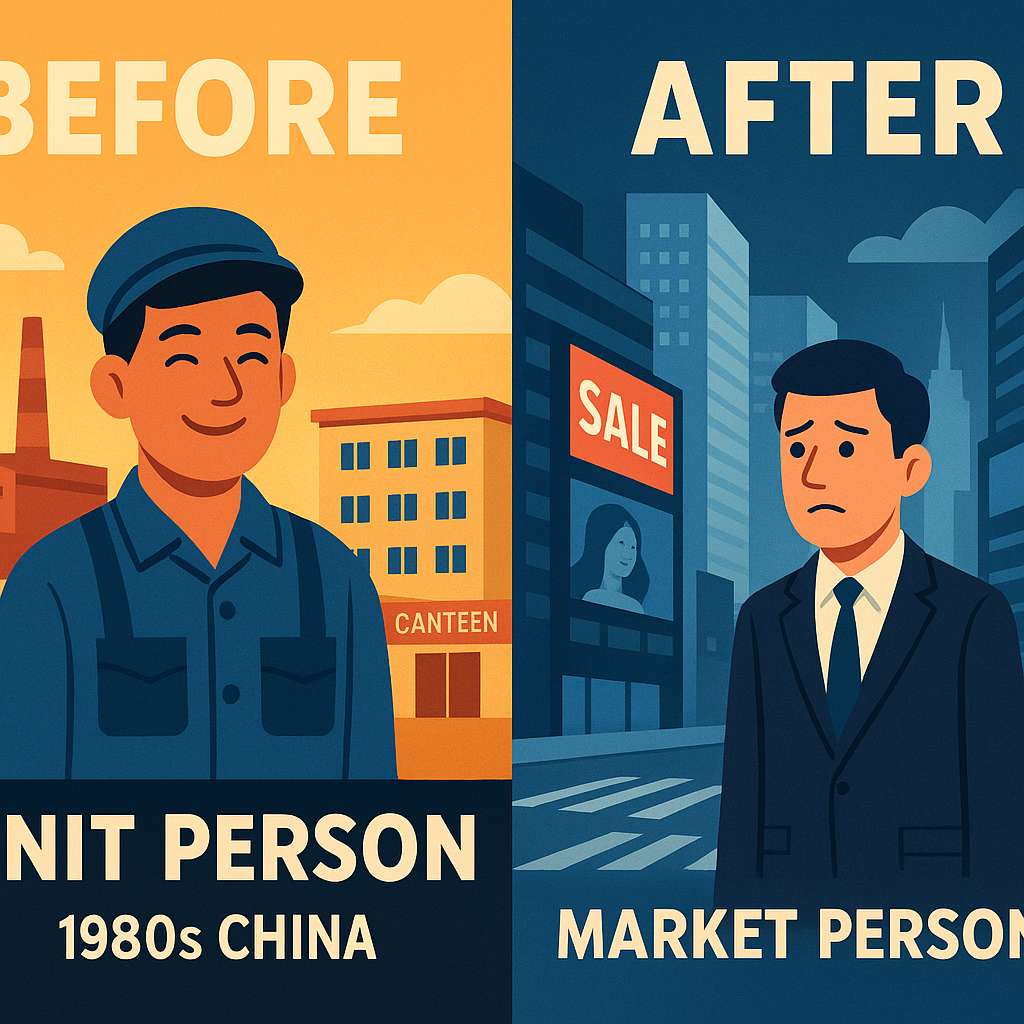 BEFORE
CANTEEN
NIT PERSON
1980s CHINA
AFTER
SALE
MARKET PERSON